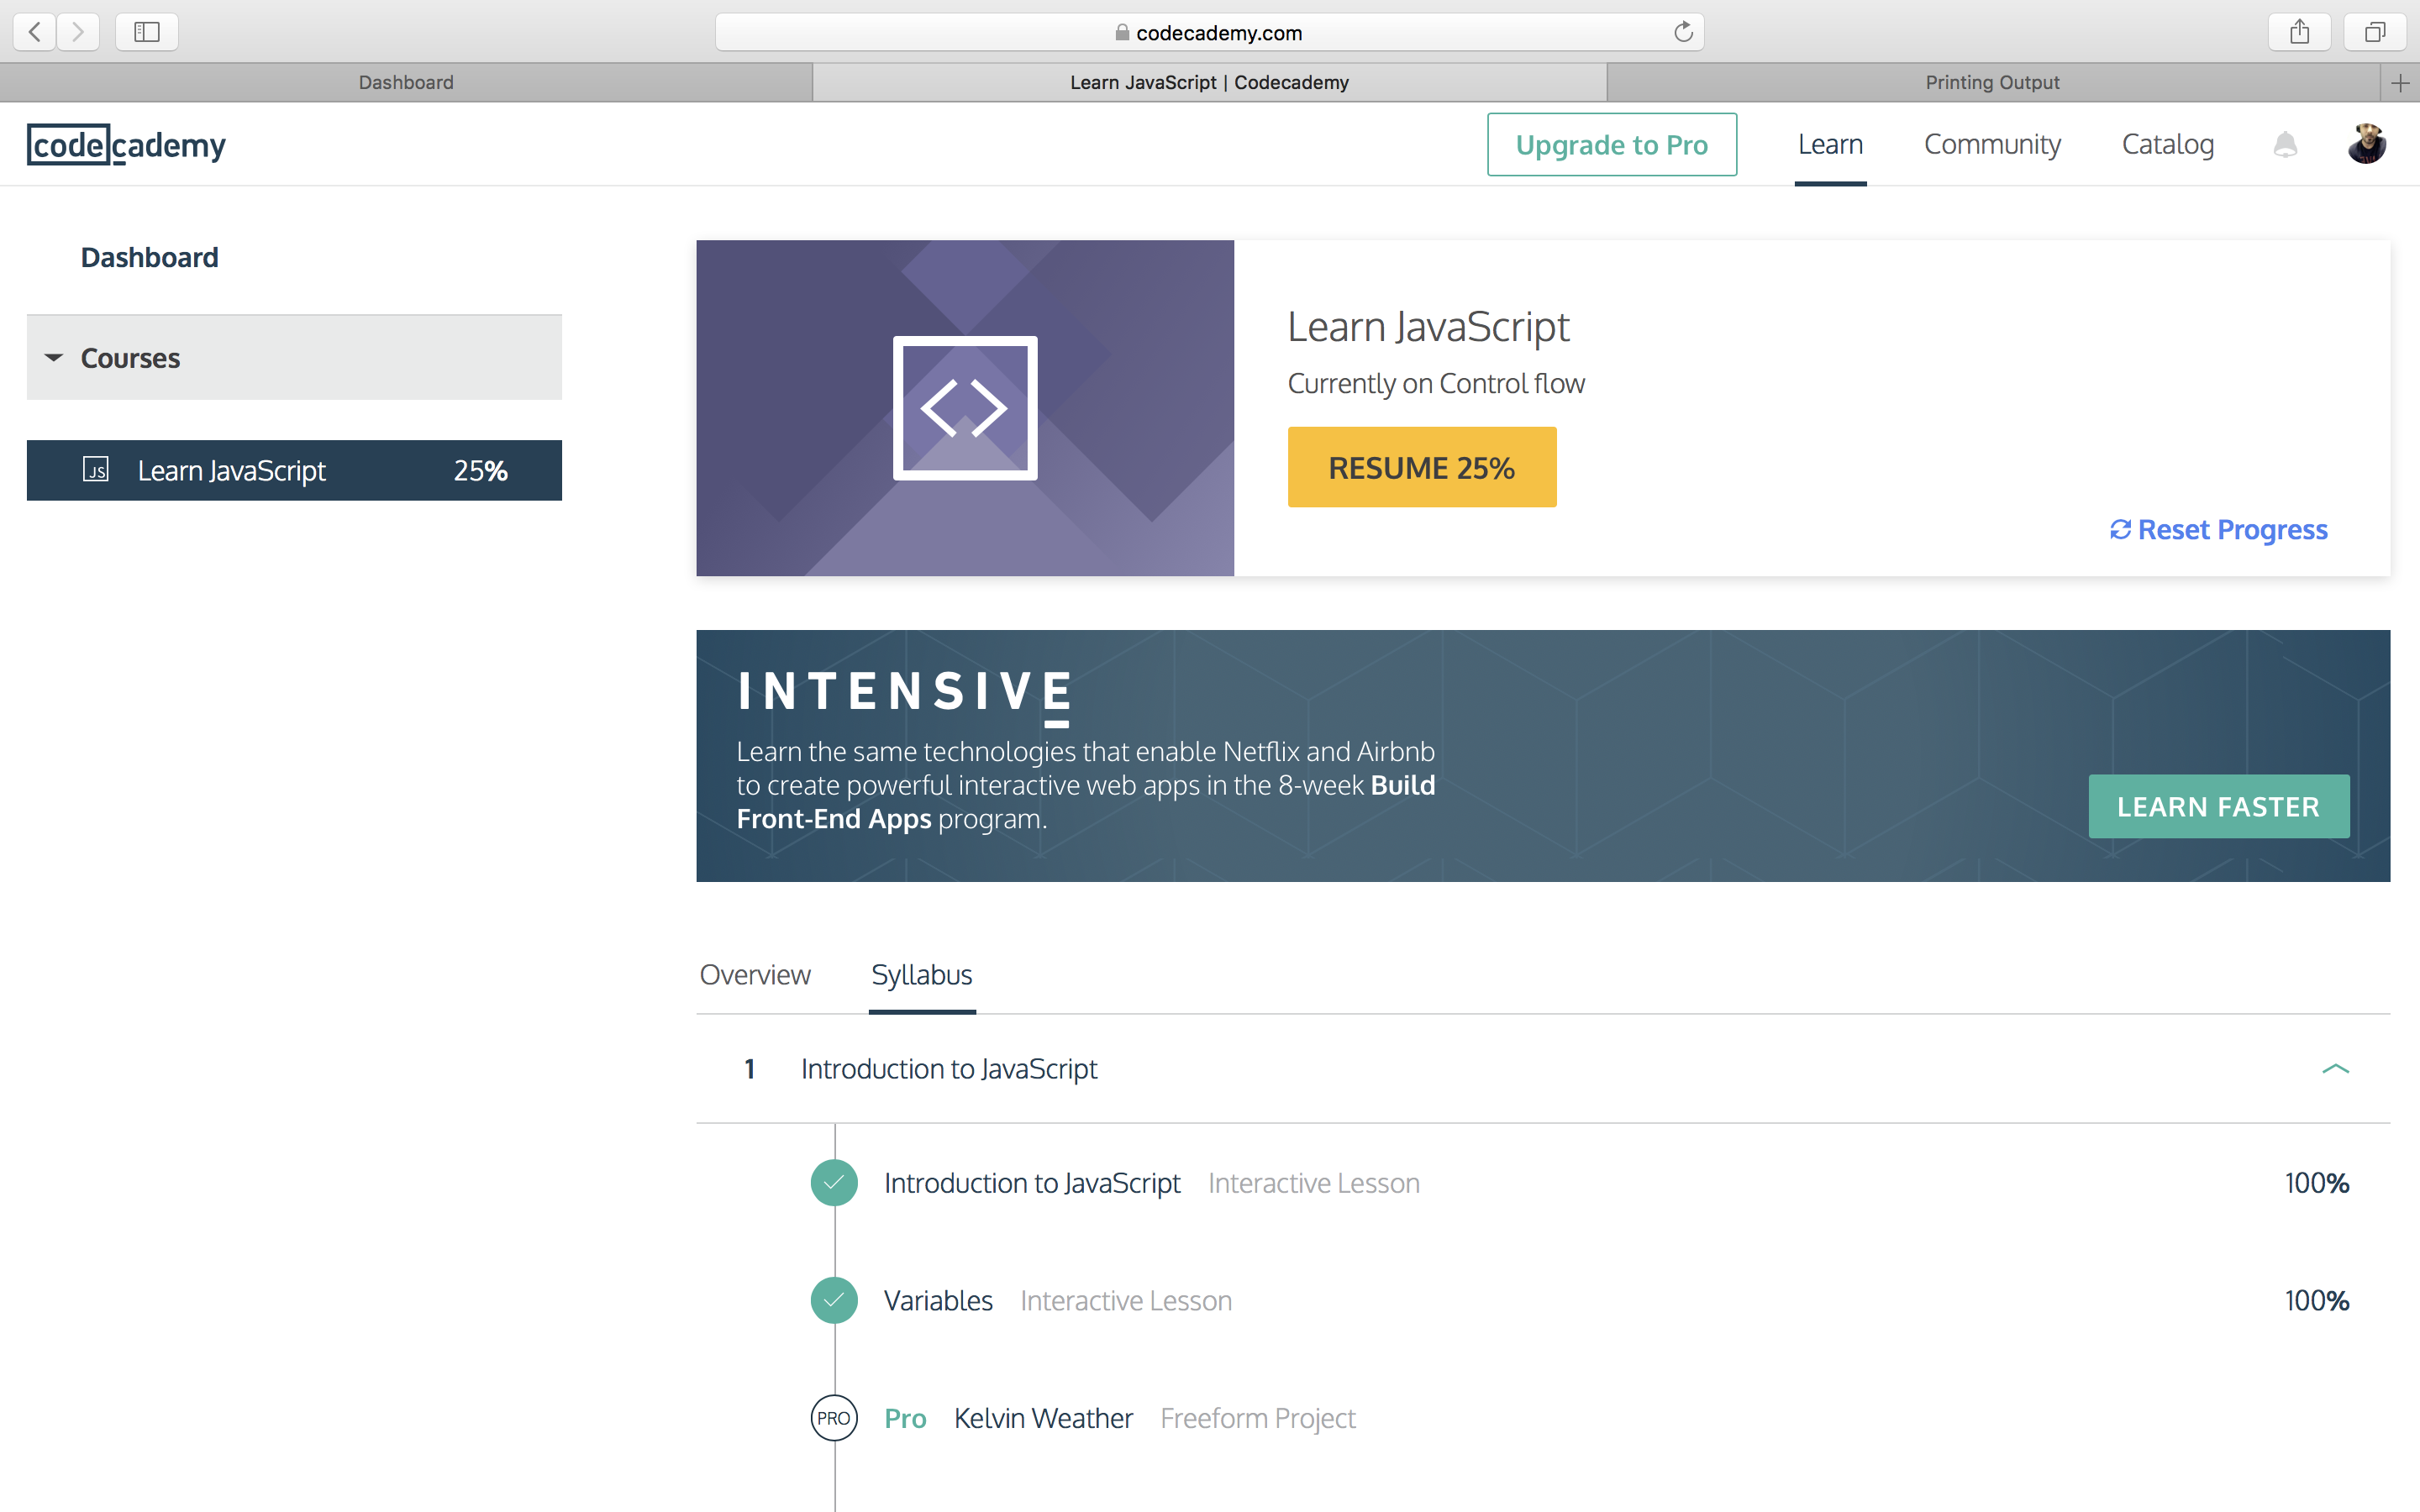 codecademy.com
Dashboard
Learn JavaScript | Codecademy
Printing Output
codecademy
Upgrade to Pro
Learn
Community
Catalog
Dashboard
Courses
JS Learn JavaScript 25%
Learn JavaScript
Currently on Control flow
RESUME 25%
Reset Progress
INTENSIVE
Learn the same technologies that enable Netflix and Airbnb
to create powerful interactive web apps in the 8-week Build
Front-End Apps program.
LEARN FASTER
Overview
Syllabus
1 Introduction to JavaScript
Introduction to JavaScript Interactive Lesson 100%
Variables Interactive Lesson 100%
PRO Pro Kelvin Weather Freeform Project